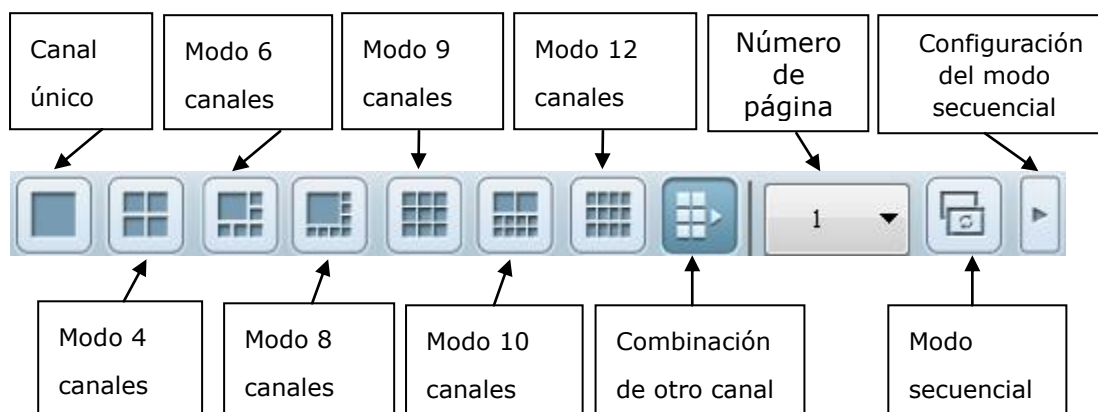 Canal
único
Modo 6
canales
Modo 9
canales
Modo 12
canales
Número
de
página
Configuración
del modo
secuencial
1
Modo 4
canales
Modo 8
canales
Modo 10
canales
Combinación
de otro canal
Modo
secuencial